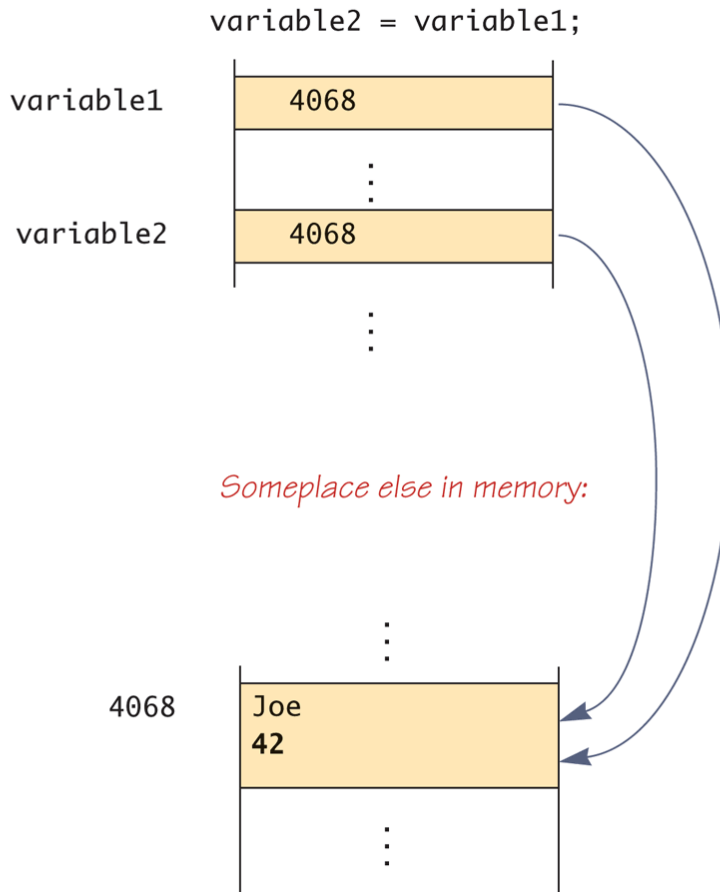 variable2 = variable1;
variable1 4068
variable2 4068
Someplace else in memory:
4068 Joe
42